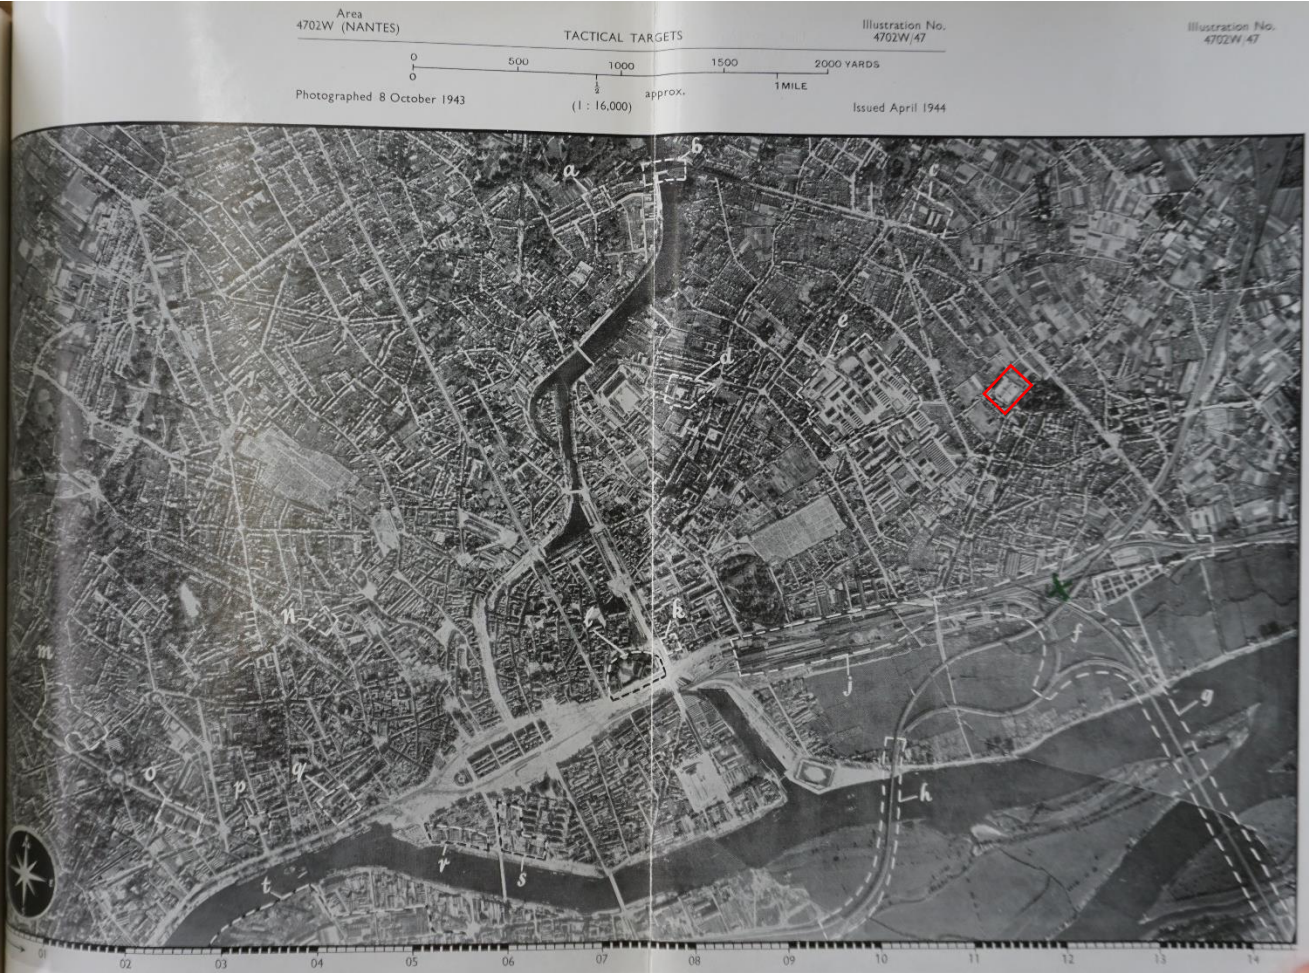 Area
4702W (NANTES)
TACTICAL TARGETS
Illustration No.
4702W/47
Illustration No.
4702W/47
0 500 1000 1500 2000 YARDS
0 ½ 1 MILE
approx.
(1 : 16,000)
Photographed 8 October 1943
Issued April 1944
a
b
c
d
e
f
g
h
j
k
m
n
o
p
q
r
s
t
01 02 03 04 05 06 07 08 09 10 11 12 13 14